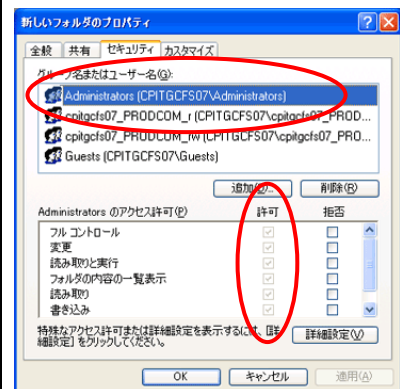 新しいフォルダのプロパティ
全般 共有 セキュリティ カスタマイズ
グループ名またはユーザー名(G):
Administrators (CPITGCFS07\Administrators)
cpitgcfs07_PRODCOM_r (CPITGCFS07\cpitgcfs07_PROD...
cpitgcfs07_PRODCOM_rw (CPITGCFS07\cpitgcfs07_PRO...
Guests (CPITGCFS07\Guests)
追加(D)... 削除(R)
Administrators のアクセス許可(P) 許可 拒否
フル コントロール
変更
読み取りと実行
フォルダの内容の一覧表示
読み取り
書き込み
特殊なアクセス許可または詳細設定を表示するには、[詳
細設定] をクリックしてください。
詳細設定(V)
OK キャンセル 適用(A)